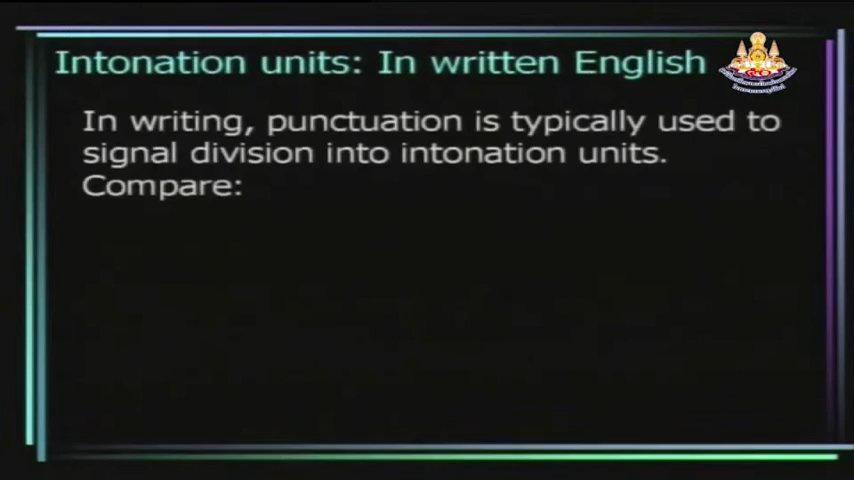 Intonation units: In written English
In writing, punctuation is typically used to
signal division into intonation units.
Compare: